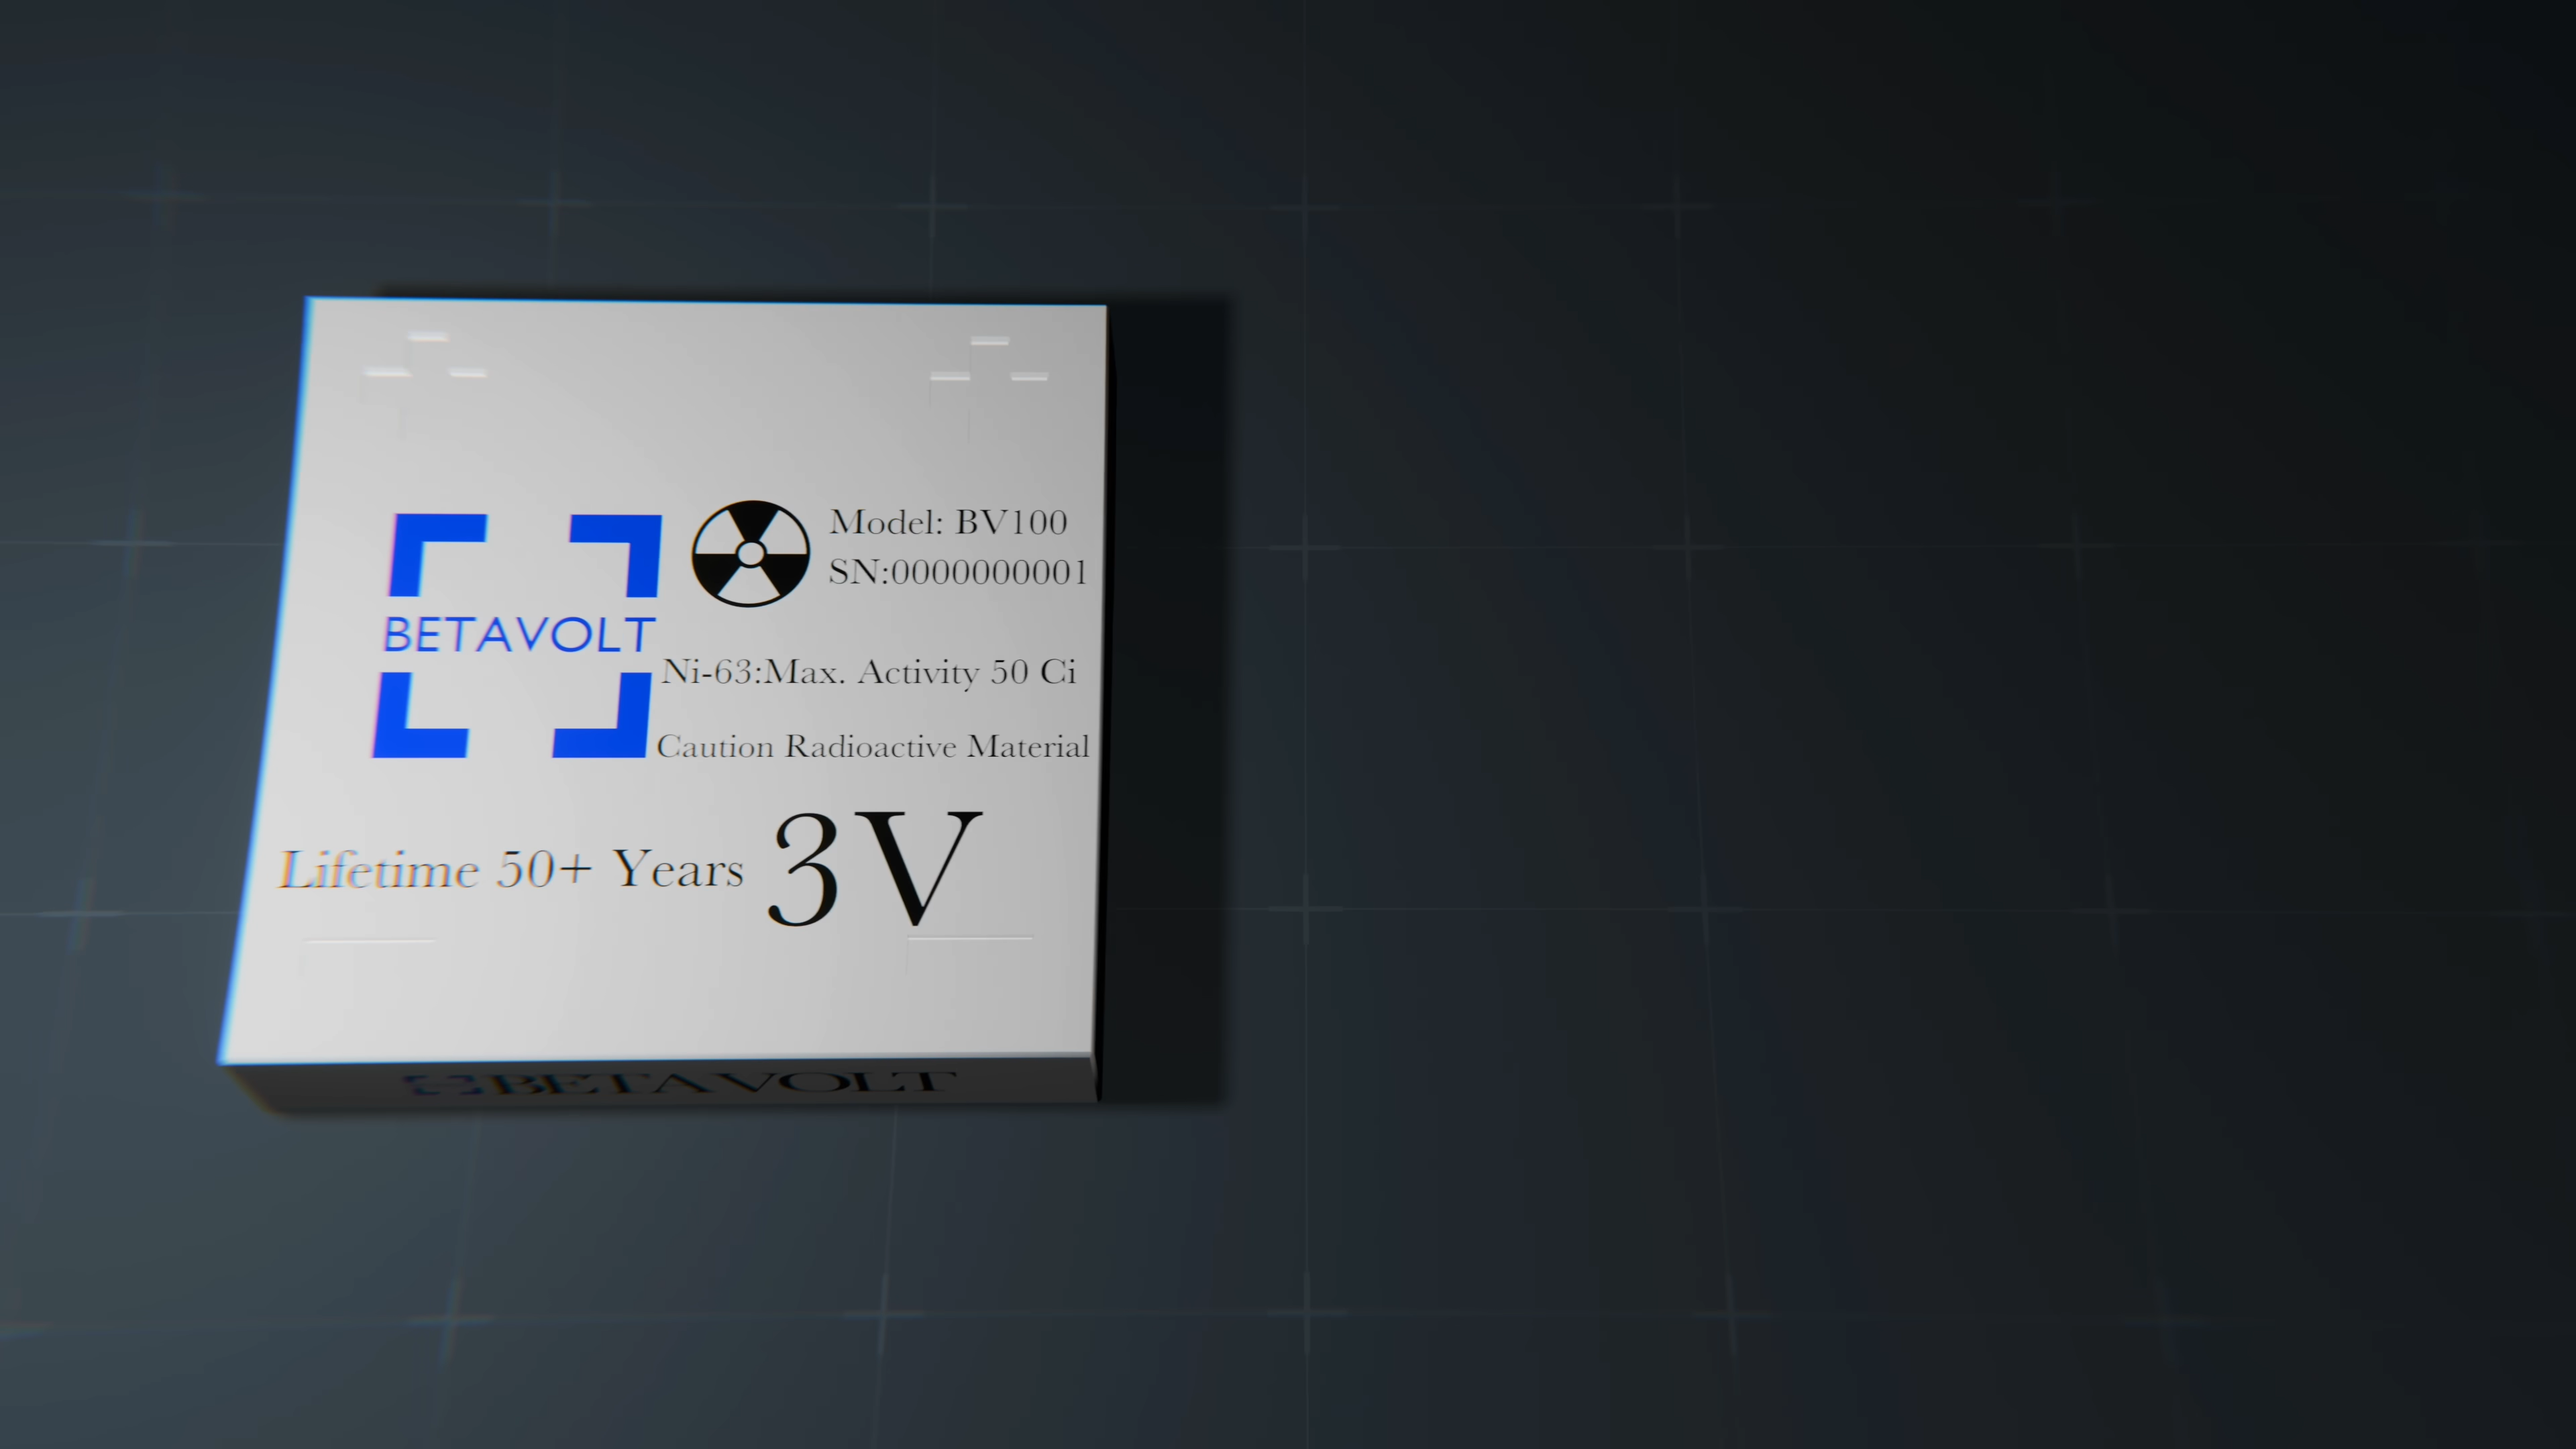 Model: BV100
SN:0000000001
BETAVOLT
Ni-63:Max. Activity 50 Ci
Caution Radioactive Material
Lifetime 50+ Years
3V
BETAVOLT